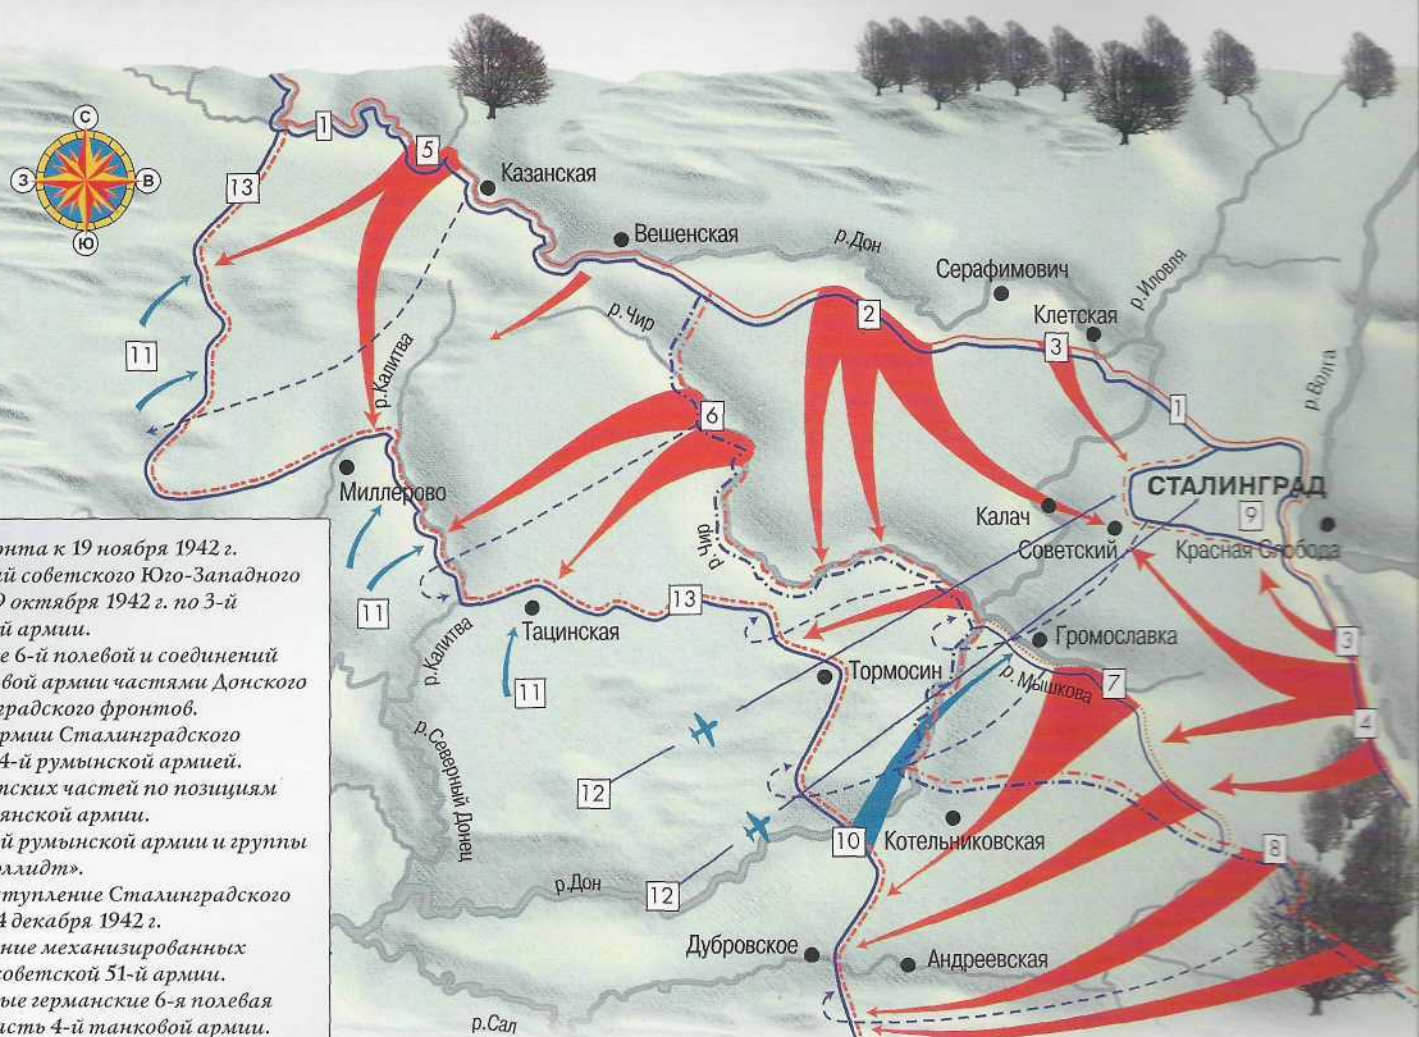 С
З
В
Ю
1
5
13
Казанская
Вешенская
р.Дон
Серафимович
р.Иловля
Клетская
р.Чир
2
3
11
р.Калитва
р.Волга
1
6
Миллерово
СТАЛИНГРАД
9
Калач
Советский
Красная Слобода
р.Чир
11
13
Тацинская
р.Калитва
Громославка
3
11
Тормосин
р. Мышкова
7
4
р.Северный Донец
12
10
Котельниковская
8
12
р.Дон
Дубровское
Андреевская
р.Сал
онта к 19 ноября 1942 г.
ий советского Юго-Западного
9 октября 1942 г. по 3-й
й армии.
е 6-й полевой и соединений
вой армии частями Донского
градского фронтов.
армии Сталинградского
4-й румынской армией.
тских частей по позициям
янской армии.
ей румынской армии и группы
оллидт».
тупление Сталинградского
4 декабря 1942 г.
ние механизированных
советской 51-й армии.
ые германские 6-я полевая
асть 4-й танковой армии.